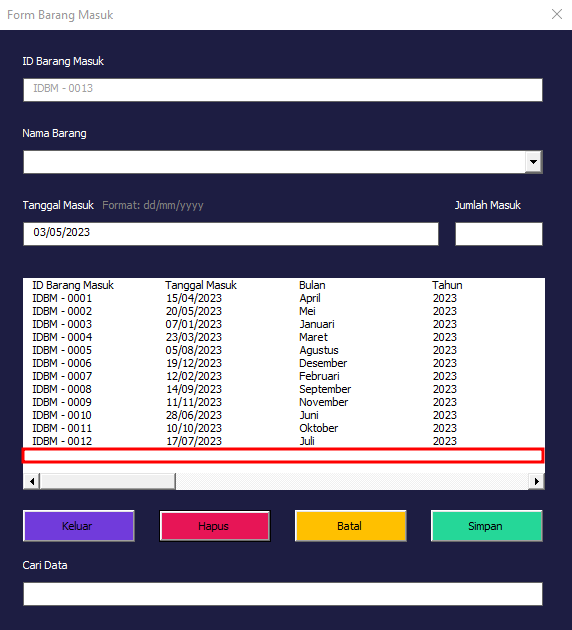 Form Barang Masuk
ID Barang Masuk
IDBM - 0013
Nama Barang
Tanggal Masuk Format: dd/mm/yyyy Jumlah Masuk
03/05/2023
ID Barang Masuk Tanggal Masuk Bulan Tahun
IDBM - 0001 15/04/2023 April 2023
IDBM - 0002 20/05/2023 Mei 2023
IDBM - 0003 07/01/2023 Januari 2023
IDBM - 0004 23/03/2023 Maret 2023
IDBM - 0005 05/08/2023 Agustus 2023
IDBM - 0006 19/12/2023 Desember 2023
IDBM - 0007 12/02/2023 Februari 2023
IDBM - 0008 14/09/2023 September 2023
IDBM - 0009 11/11/2023 November 2023
IDBM - 0010 28/06/2023 Juni 2023
IDBM - 0011 10/10/2023 Oktober 2023
IDBM - 0012 17/07/2023 Juli 2023
Keluar Hapus Batal Simpan
Cari Data